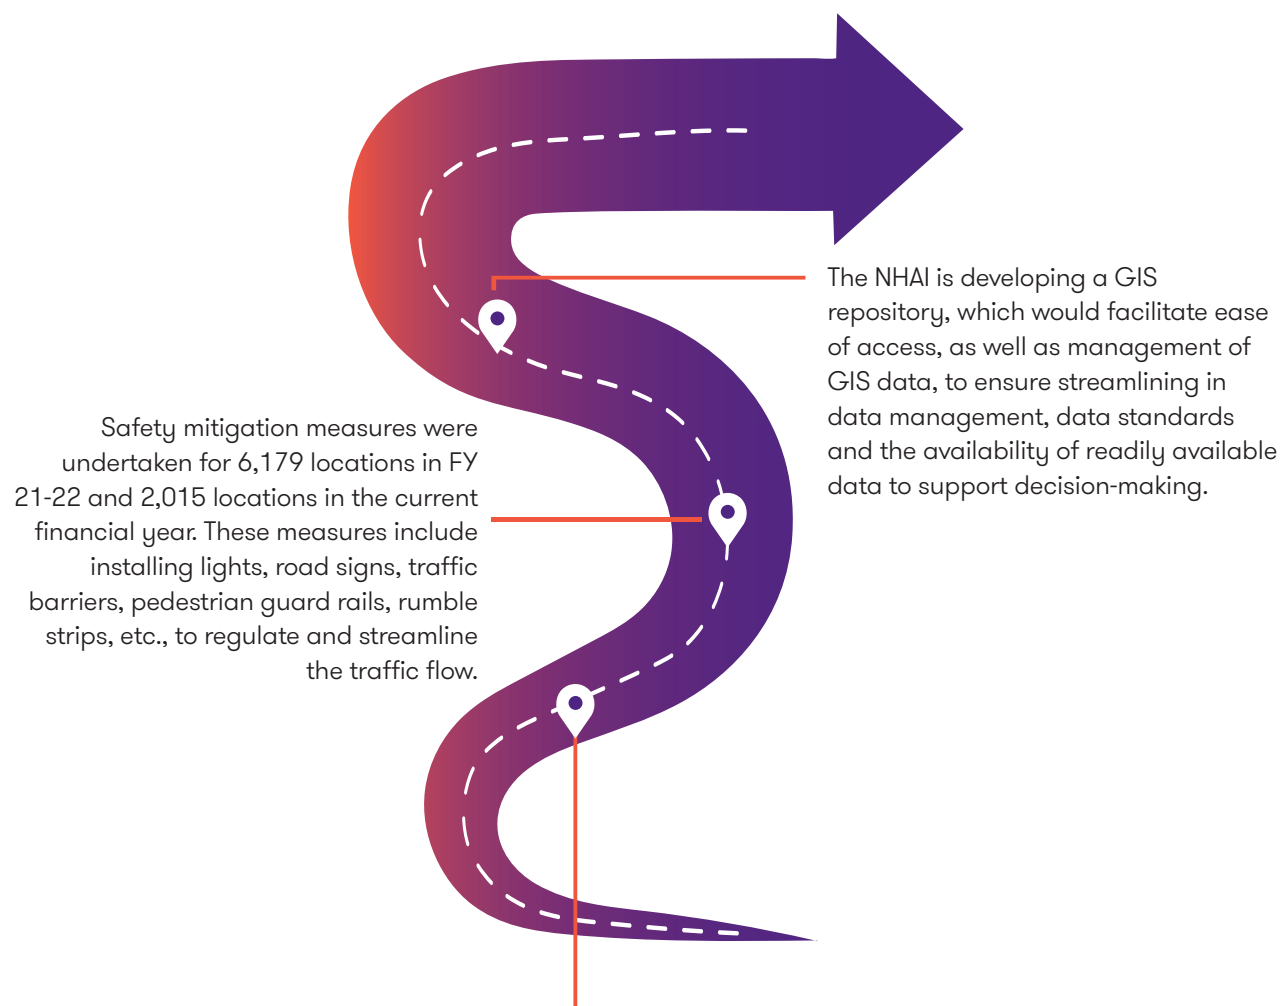 The NHAI is developing a GIS
repository, which would facilitate ease
of access, as well as management of
GIS data, to ensure streamlining in
data management, data standards
and the availability of readily available
data to support decision-making.
Safety mitigation measures were
undertaken for 6,179 locations in FY
21-22 and 2,015 locations in the current
financial year. These measures include
installing lights, road signs, traffic
barriers, pedestrian guard rails, rumble
strips, etc., to regulate and streamline
the traffic flow.